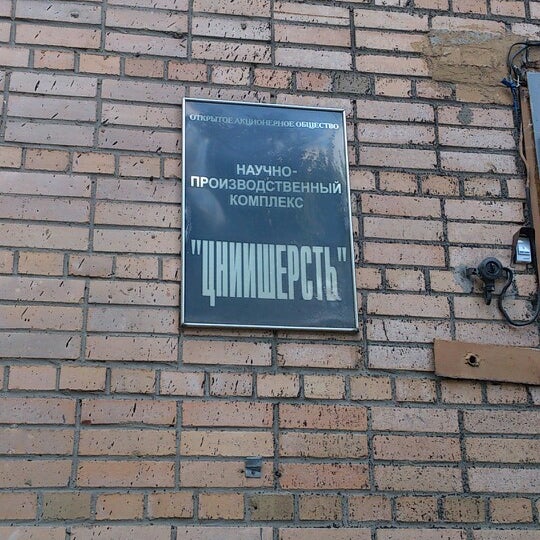 ОТКРЫТОЕ АКЦИОНЕРНОЕ ОБЩЕСТВО
НАУЧНО-
ПРОИЗВОДСТВЕННЫЙ
КОМПЛЕКС
"ЦНИИШЕРСТЬ"